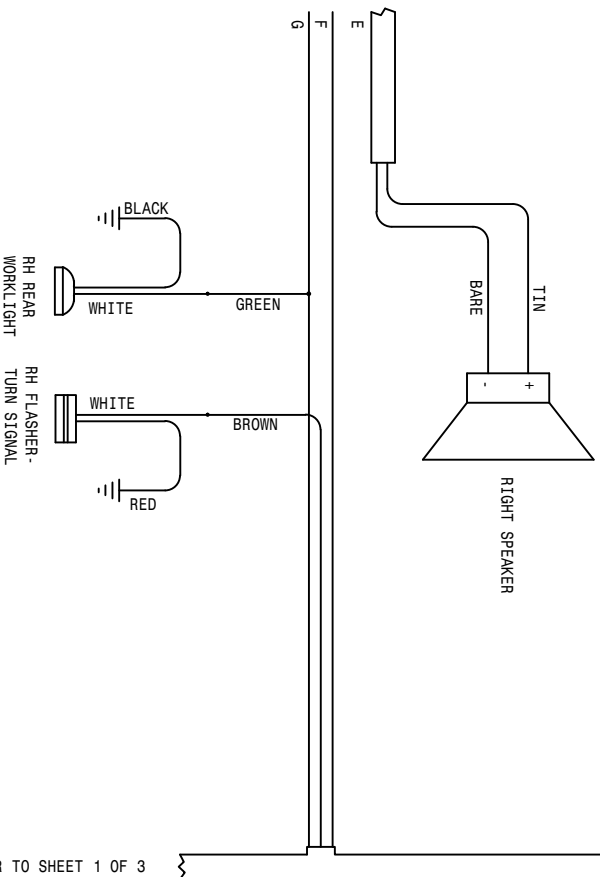 G
F
E
BLACK
TIN
BARE
RH REAR
WORKLIGHT
WHITE
GREEN
- +
RH FLASHER-
TURN SIGNAL
WHITE
BROWN
RED
RIGHT SPEAKER
R TO SHEET 1 OF 3